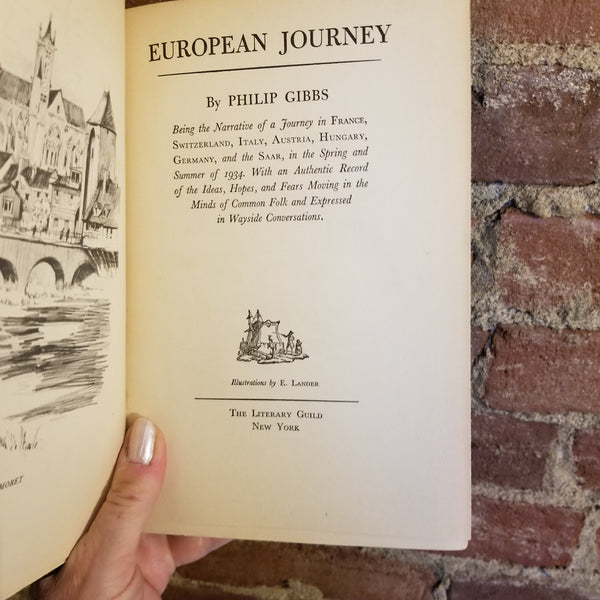 EUROPEAN JOURNEY
By PHILIP GIBBS
Being the Narrative of a Journey in FRANCE,
SWITZERLAND, ITALY, AUSTRIA, HUNGARY,
GERMANY, and the SAAR, in the Spring and
Summer of 1934. With an Authentic Record
of the Ideas, Hopes, and Fears Moving in the
Minds of Common Folk and Expressed
in Wayside Conversations.
Illustrations by E. LANDER
THE LITERARY GUILD
NEW YORK
MORET